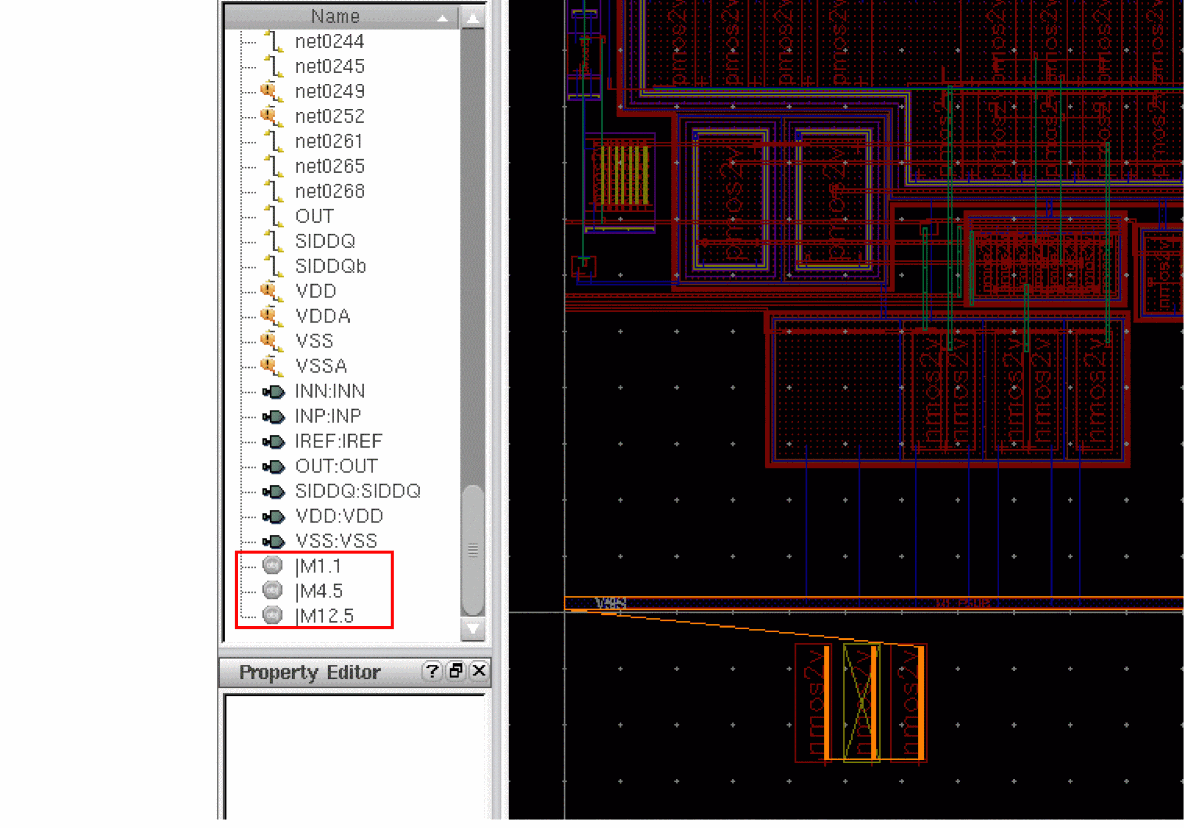 Name
net0244
net0245
net0249
net0252
net0261
net0265
net0268
OUT
SIDDQ
SIDDQb
VDD
VDDA
VSS
VSSA
INN:INN
INP:INP
IREF:IREF
OUT:OUT
SIDDQ:SIDDQ
VDD:VDD
VSS:VSS
|M1.1
|M4.5
|M12.5
Property Editor
pmos2v
pmos2v
pmos2v
pmos2v
pmos2v
nmos2v
nmos2v
nmos2v
nmos2v
nmos2v
nmos2v
nmos2v
nmos2v